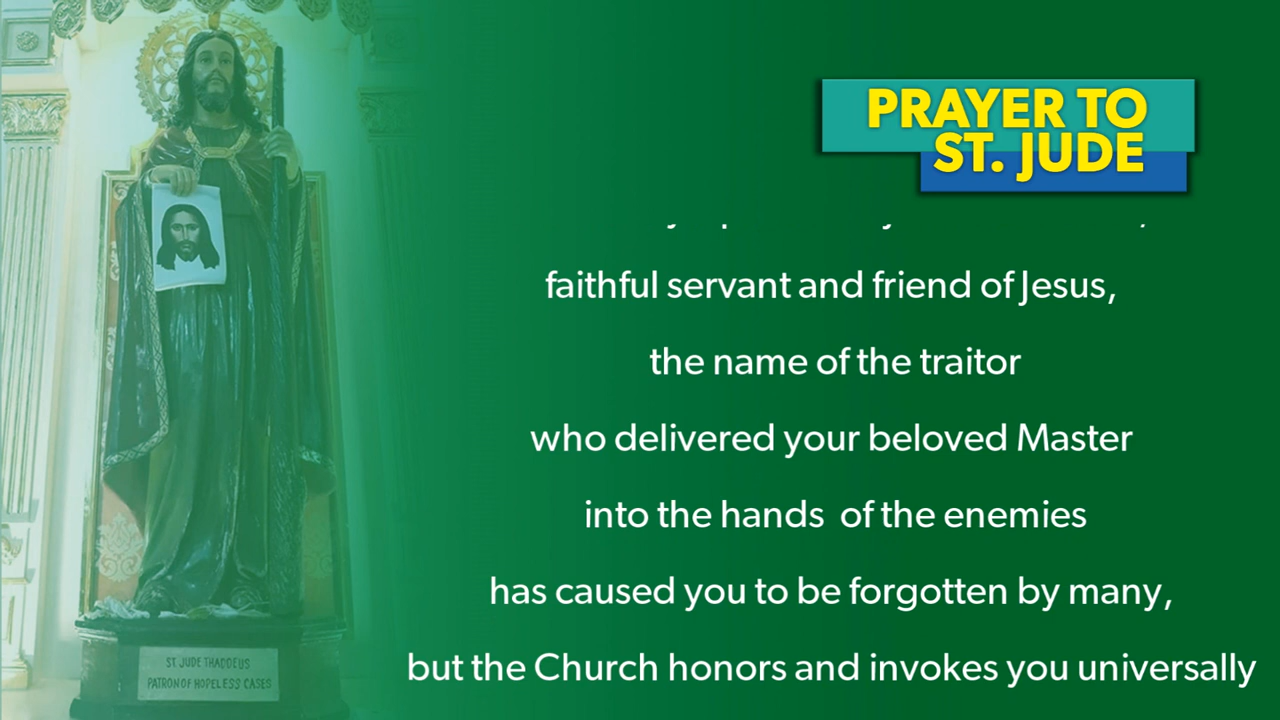 PRAYER TO
ST. JUDE
faithful servant and friend of Jesus,
the name of the traitor
who delivered your beloved Master
into the hands  of the enemies
has caused you to be forgotten by many,
but the Church honors and invokes you universally
ST. JUDE THADDEUS
PATRON OF HOPELESS CASES